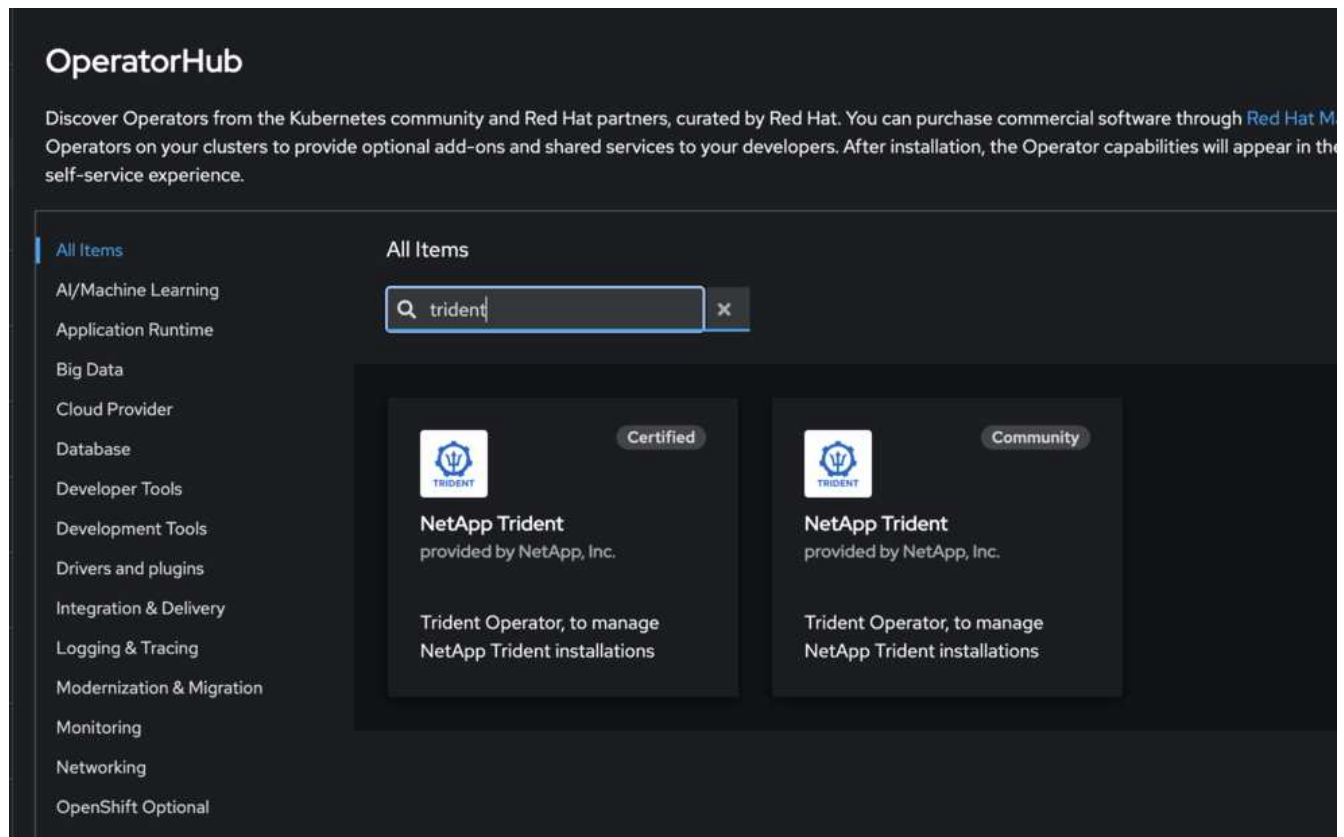 OperatorHub
Discover Operators from the Kubernetes community and Red Hat partners, curated by Red Hat. You can purchase commercial software through Red Hat
Operators on your clusters to provide optional add-ons and shared services to your developers. After installation, the Operator capabilities will appear in the
self-service experience.
All Items
AI/Machine Learning
Application Runtime
Big Data
Cloud Provider
Database
Developer Tools
Development Tools
Drivers and plugins
Integration & Delivery
Logging & Tracing
Modernization & Migration
Monitoring
Networking
OpenShift Optional
All Items
trident
Certified
TRIDENT
NetApp Trident
provided by NetApp, Inc.
Trident Operator, to manage
NetApp Trident installations
Community
TRIDENT
NetApp Trident
provided by NetApp, Inc.
Trident Operator, to manage
NetApp Trident installations